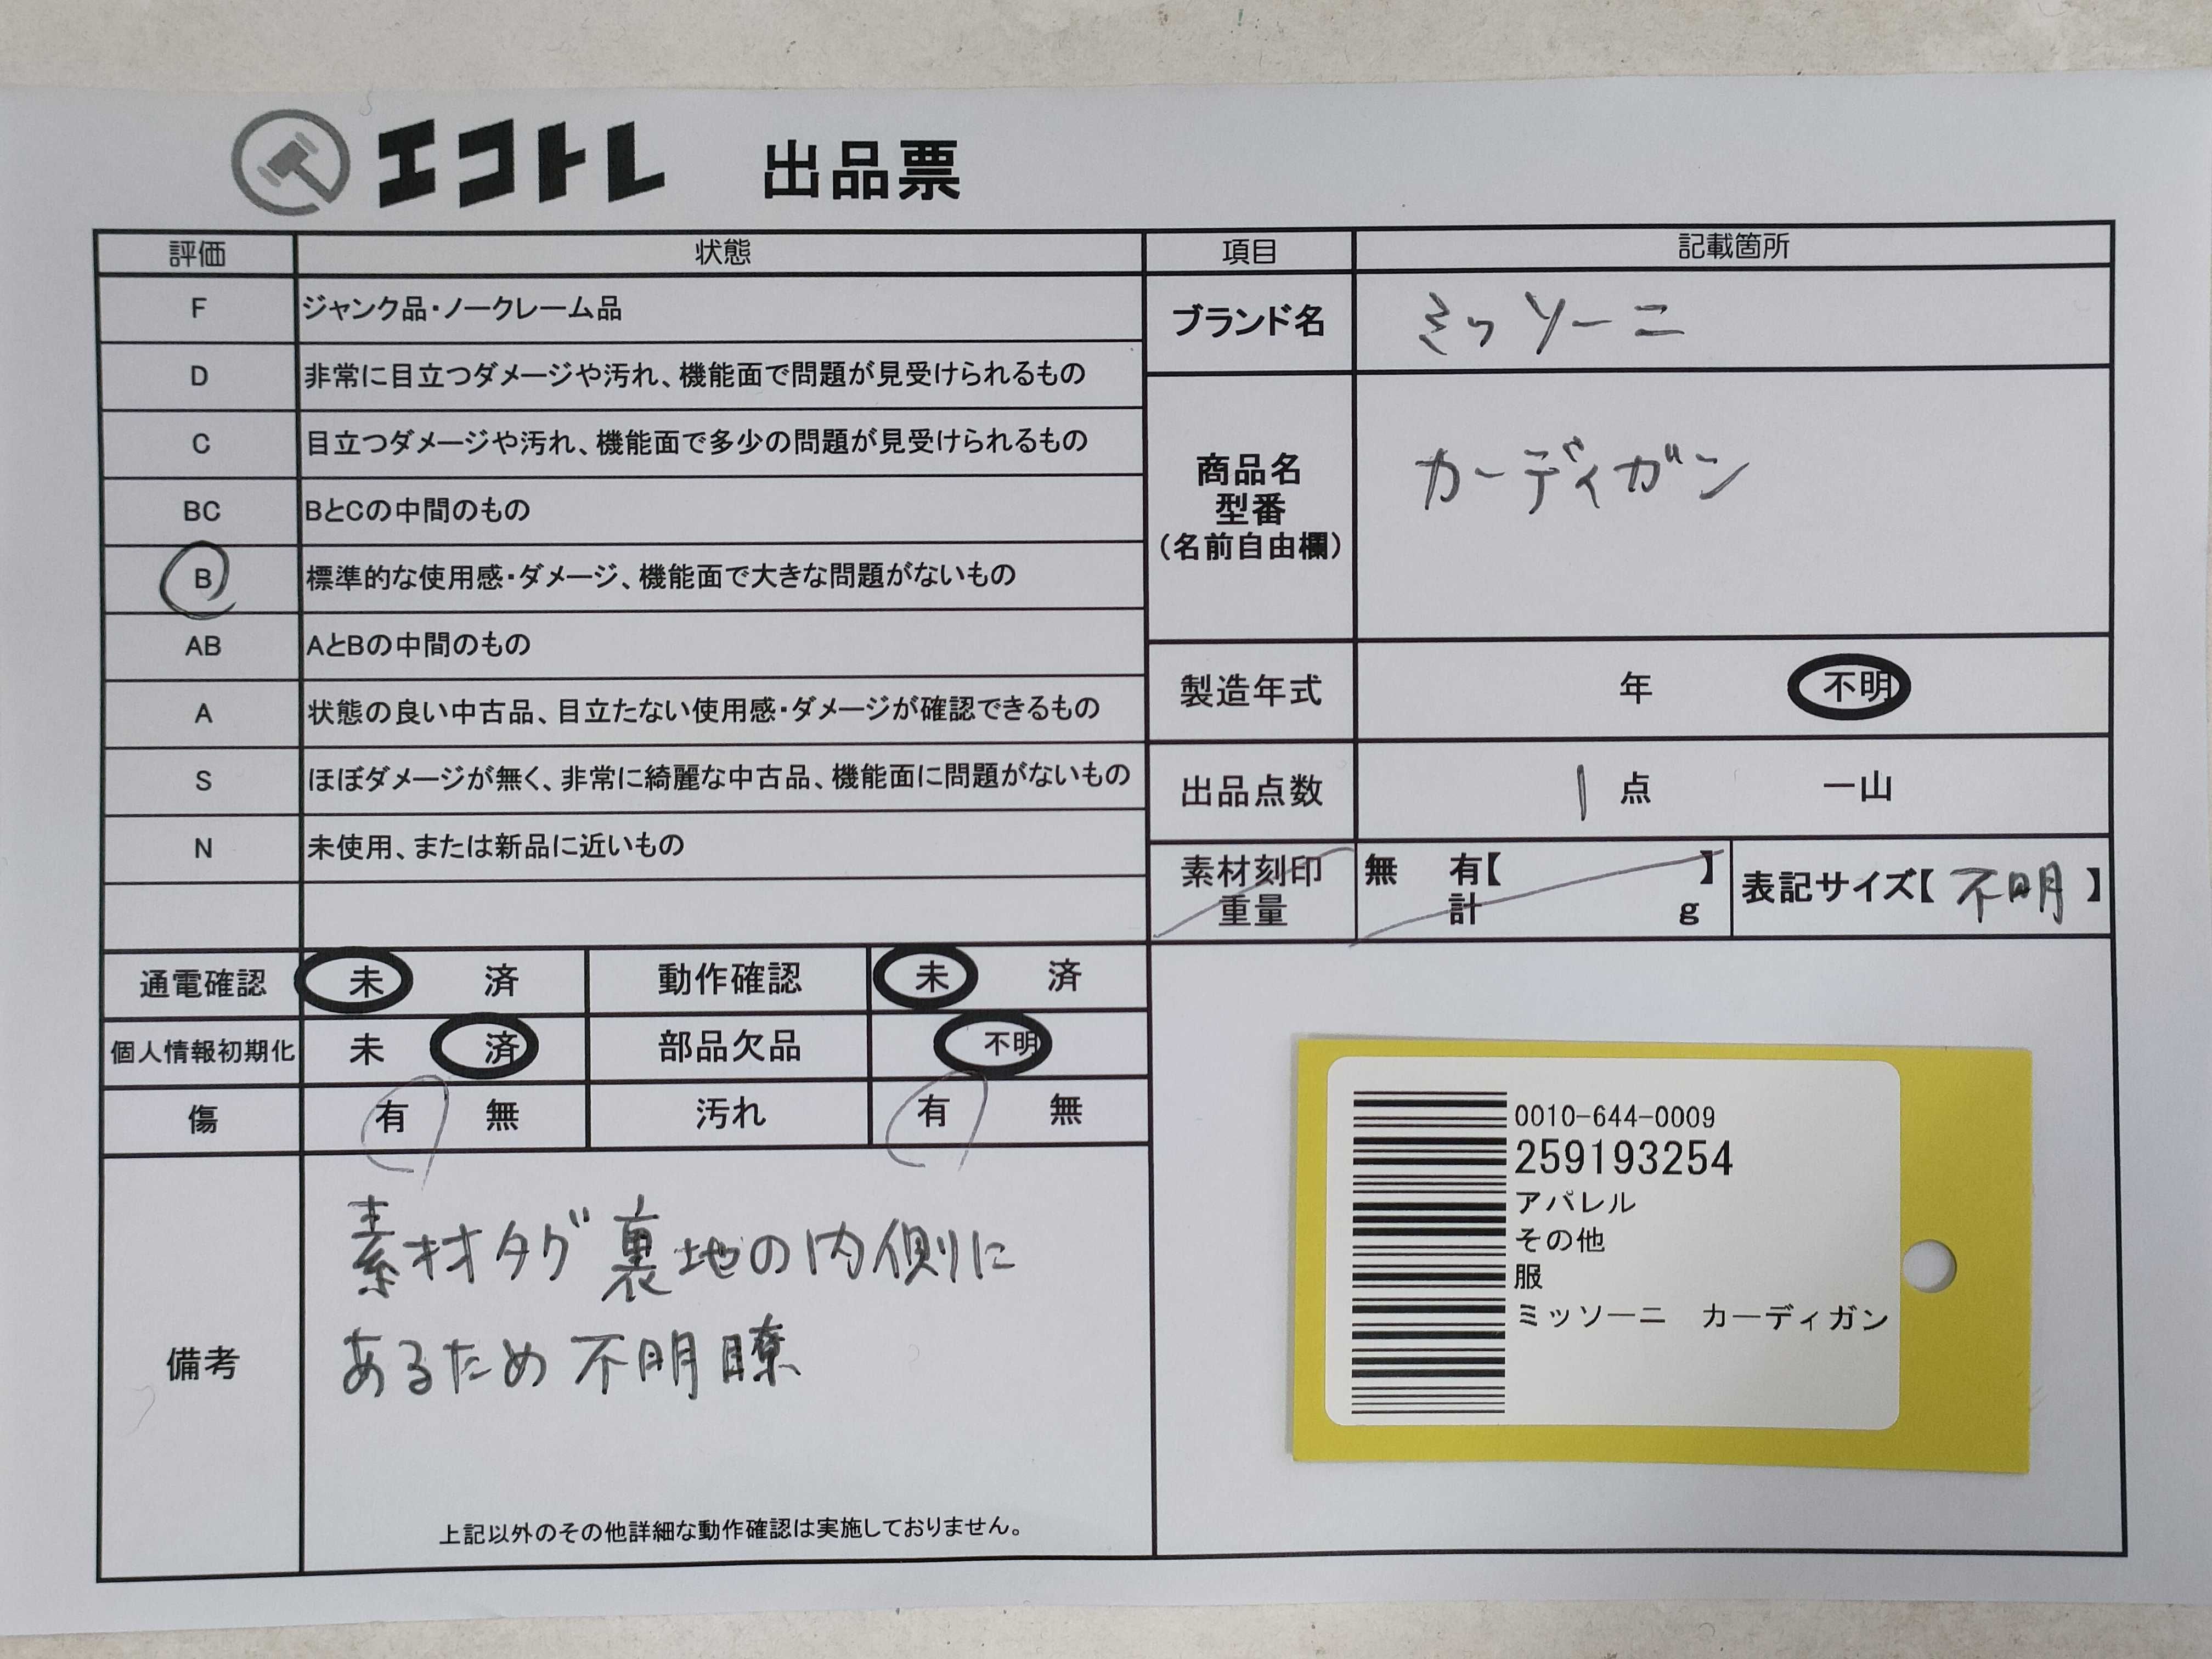 エコトレ 出品票
評価 状態
F ジャンク品・ノークレーム品
D 非常に目立つダメージや汚れ、機能面で問題が見受けられるもの
C 目立つダメージや汚れ、機能面で多少の問題が見受けられるもの
BC BとCの中間のもの
B 標準的な使用感・ダメージ、機能面で大きな問題がないもの
AB AとBの中間のもの
A 状態の良い中古品、目立たない使用感・ダメージが確認できるもの
S ほぼダメージが無く、非常に綺麗な中古品、機能面に問題がないもの
N 未使用、または新品に近いもの
項目 記載箇所
ブランド名 ミッソーニ
商品名
型番
(名前自由欄)
カーディガン
製造年式 年 不明
出品点数 1 点 一山
素材刻印 無 有【 】
重量 計 g
表記サイズ【 不明 】
通電確認 未 済 動作確認 未 済
個人情報初期化 未 済 部品欠品 不明
傷 有 無 汚れ 有 無
備考
素材タグ裏地の内側に
あるため不明瞭
上記以外のその他詳細な動作確認は実施しておりません。
0010-644-0009
259193254
アパレル
その他
服
ミッソーニ カーディガン